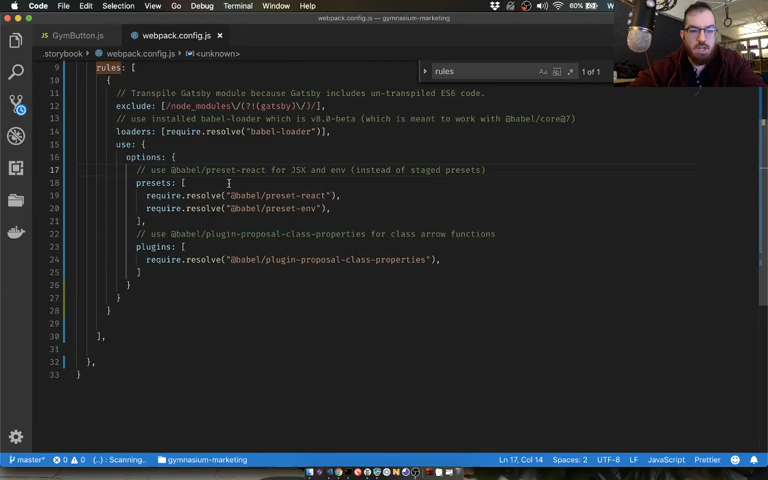 Code File Edit Selection View Go Debug Terminal Window Help
60%
webpack.config.js — gymnasium-marketing
GymButton.js webpack.config.js ×
.storybook › webpack.config.js › <unknown>
rules
Aa
1 of 1
9 rules: [
10 {
11 // Transpile Gatsby module because Gatsby includes un-transpiled ES6 code.
12 exclude: [/node_modules\/(?!(gatsby)\/)/],
13 // use installed babel-loader which is v8.0-beta (which is meant to work with @babel/core@7)
14 loaders: [require.resolve("babel-loader")],
15 use: {
16 options: {
17 // use @babel/preset-react for JSX and env (instead of staged presets)
18 presets: [
19 require.resolve("@babel/preset-react"),
20 require.resolve("@babel/preset-env"),
21 ],
22 // use @babel/plugin-proposal-class-properties for class arrow functions
23 plugins: [
24 require.resolve("@babel/plugin-proposal-class-properties"),
25 ]
26 }
27 }
28 }
29
30 ],
31
32 },
33 }
master* 0 0 {..} : Scanning... gymnasium-marketing
Ln 17, Col 14 Spaces: 2 UTF-8 LF JavaScript Prettier